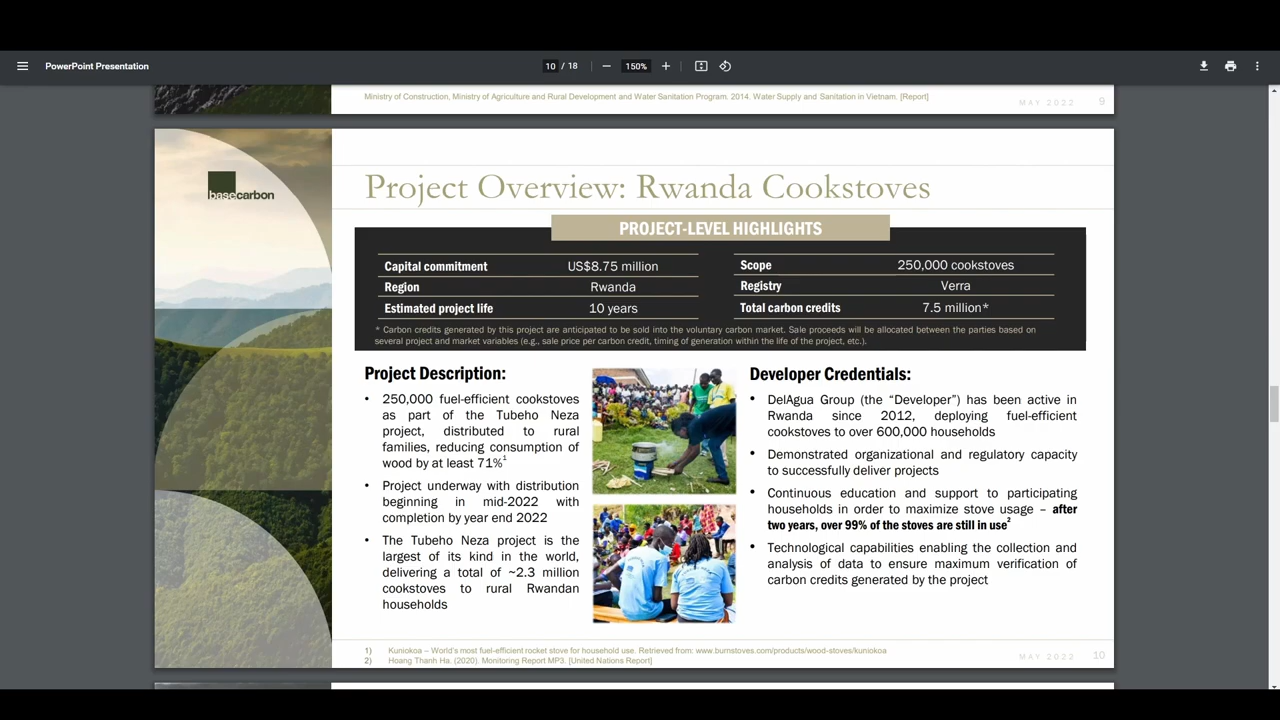 PowerPoint Presentation
10 / 18
150%
Ministry of Construction, Ministry of Agriculture and Rural Development and Water Sanitation Program. 2014. Water Supply and Sanitation in Vietnam. [Report]
MAY 2022 9
basecarbon
Project Overview: Rwanda Cookstoves
PROJECT-LEVEL HIGHLIGHTS
Capital commitment US$8.75 million
Region Rwanda
Estimated project life 10 years
Scope 250,000 cookstoves
Registry Verra
Total carbon credits 7.5 million*
* Carbon credits generated by this project are anticipated to be sold into the voluntary carbon market. Sale proceeds will be allocated between the parties based on
several project and market variables (e.g., sale price per carbon credit, timing of generation within the life of the project, etc.).
Project Description:
• 250,000 fuel-efficient cookstoves
as part of the Tubeho Neza
project, distributed to rural
families, reducing consumption of
wood by at least 71%1
• Project underway with distribution
beginning in mid-2022 with
completion by year end 2022
• The Tubeho Neza project is the
largest of its kind in the world,
delivering a total of ~2.3 million
cookstoves to rural Rwandan
households
Developer Credentials:
• DelAgua Group (the “Developer”) has been active in
Rwanda since 2012, deploying fuel-efficient
cookstoves to over 600,000 households
• Demonstrated organizational and regulatory capacity
to successfully deliver projects
• Continuous education and support to participating
households in order to maximize stove usage – after
two years, over 99% of the stoves are still in use2
• Technological capabilities enabling the collection and
analysis of data to ensure maximum verification of
carbon credits generated by the project
1) Kuniokoa – World's most fuel-efficient rocket stove for household use. Retrieved from: www.burnstoves.com/products/wood-stoves/kuniokoa
2) Hoang Thanh Ha. (2020). Monitoring Report MP3. [United Nations Report]
MAY 2022 10